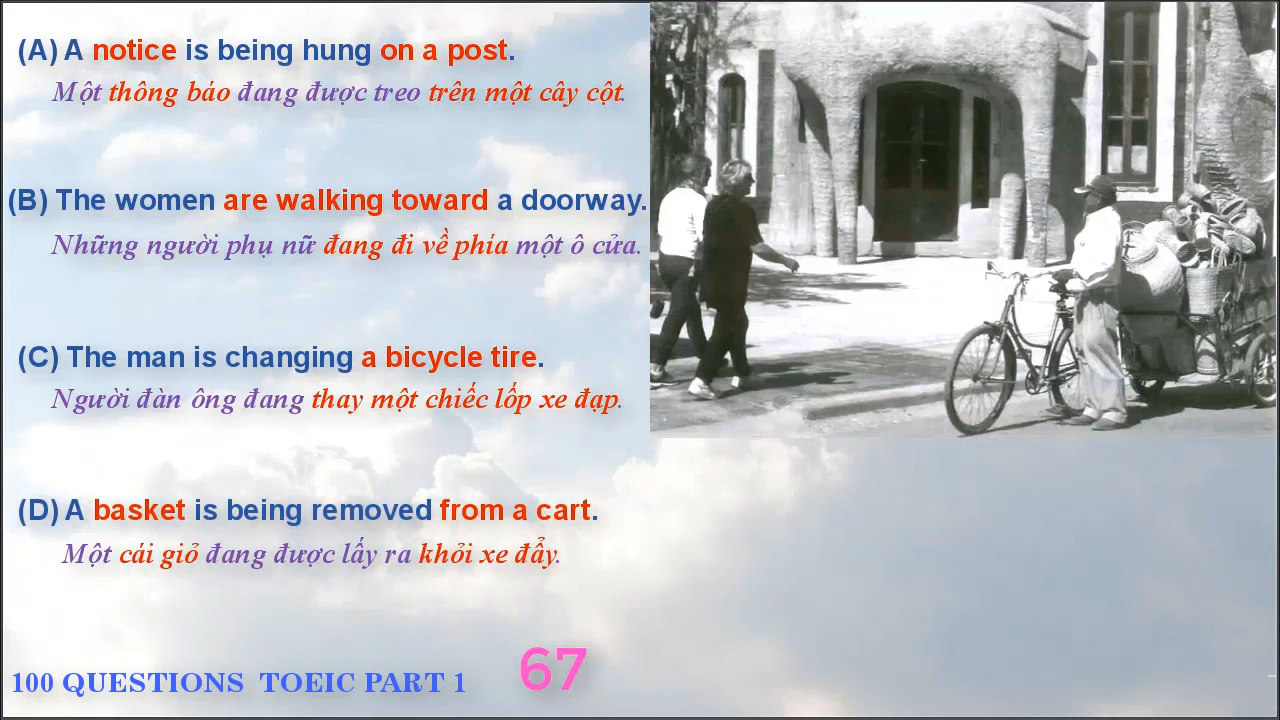 (A) A notice is being hung on a post.
Một thông báo đang được treo trên một cây cột.
(B) The women are walking toward a doorway.
Những người phụ nữ đang đi về phía một ô cửa.
(C) The man is changing a bicycle tire.
Người đàn ông đang thay một chiếc lốp xe đạp.
(D) A basket is being removed from a cart.
Một cái giỏ đang được lấy ra khỏi xe đẩy.
100 QUESTIONS TOEIC PART 1 67